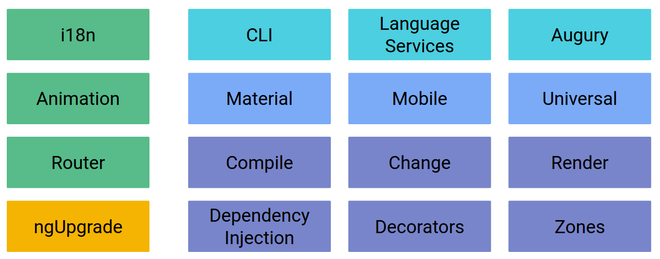 i18n
CLI
Language
Services
Augury
Animation
Material
Mobile
Universal
Router
Compile
Change
Render
ngUpgrade
Dependency
Injection
Decorators
Zones